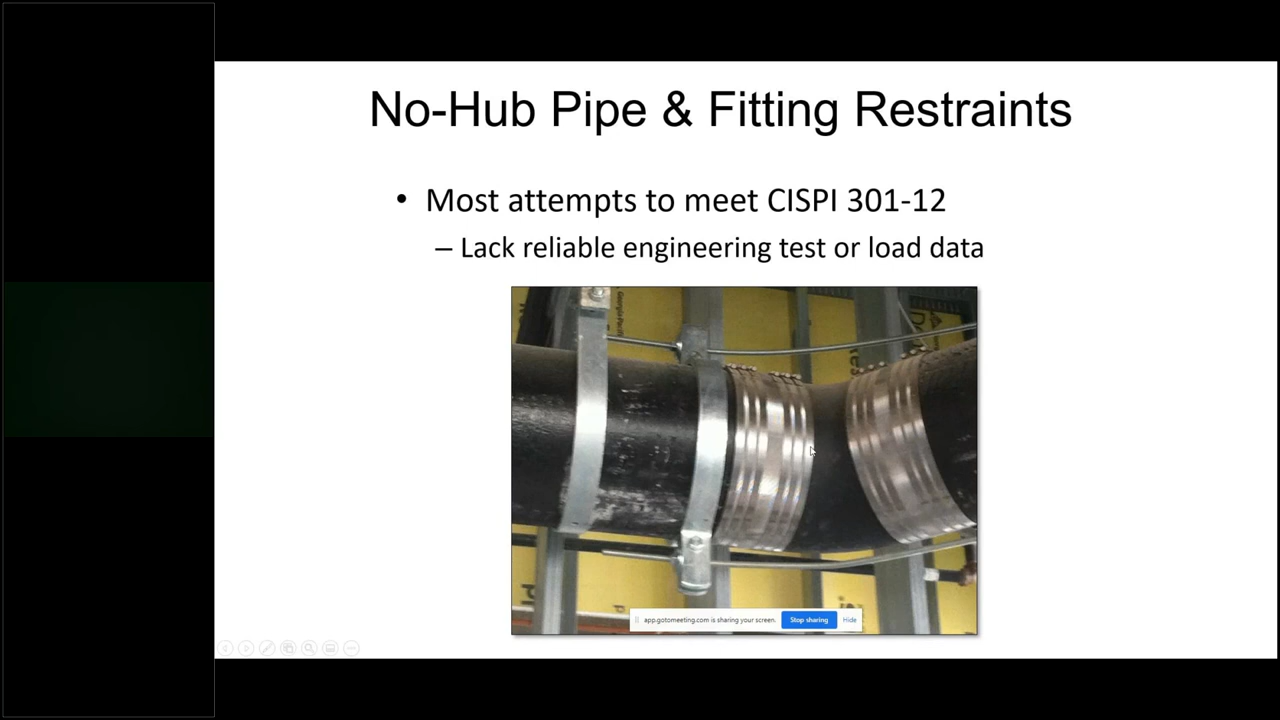 No-Hub Pipe & Fitting Restraints
• Most attempts to meet CISPI 301-12
– Lack reliable engineering test or load data
app.gotomeeting.com is sharing your screen.
Stop sharing
Hide